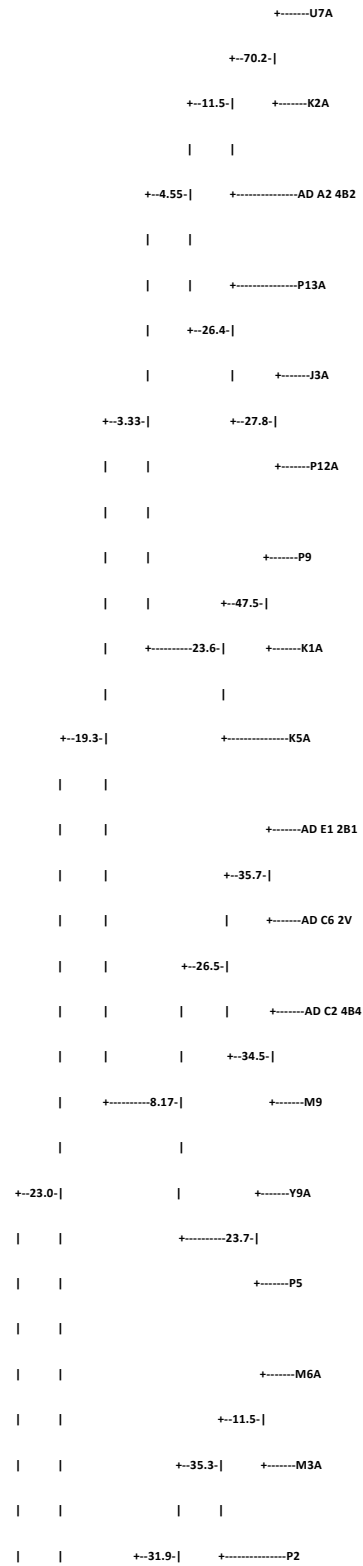 +-------U7A
+--70.2-|
+--11.5-| +-------K2A
| |
+--4.55-| +---------------AD A2 4B2
| |
| | +---------------P13A
| +--26.4-|
| | +-------J3A
+--3.33-| +--27.8-|
| | +-------P12A
| |
| | +-------P9
| | +--47.5-|
| +----------23.6-| +-------K1A
| |
+--19.3-| +---------------K5A
| |
| | +-------AD E1 2B1
| | +--35.7-|
| | | +-------AD C6 2V
| | +--26.5-|
| | | | +-------AD C2 4B4
| | | +--34.5-|
| +----------8.17-| +-------M9
| |
+--23.0-| | +-------Y9A
| | +----------23.7-|
| | +-------P5
| |
| | +-------M6A
| | +--11.5-|
| | +--35.3-| +-------M3A
| | | |
| | +--31.9-| +---------------P2